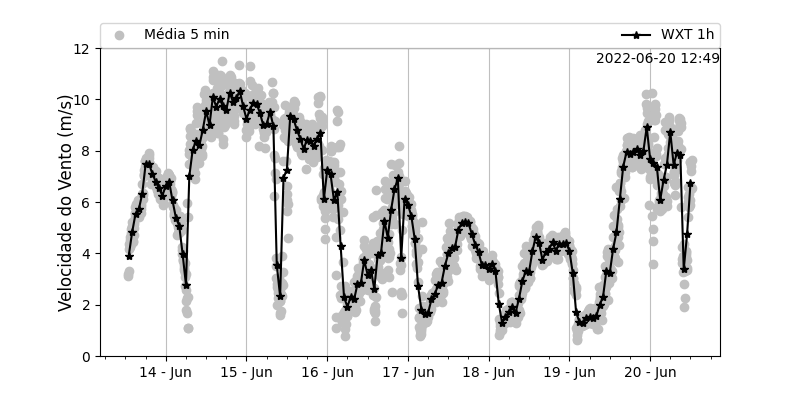 Média 5 min
WXT 1h
2022-06-20 12:49
Velocidade do Vento (m/s)
12
10
8
6
4
2
0
14 - Jun
15 - Jun
16 - Jun
17 - Jun
18 - Jun
19 - Jun
20 - Jun